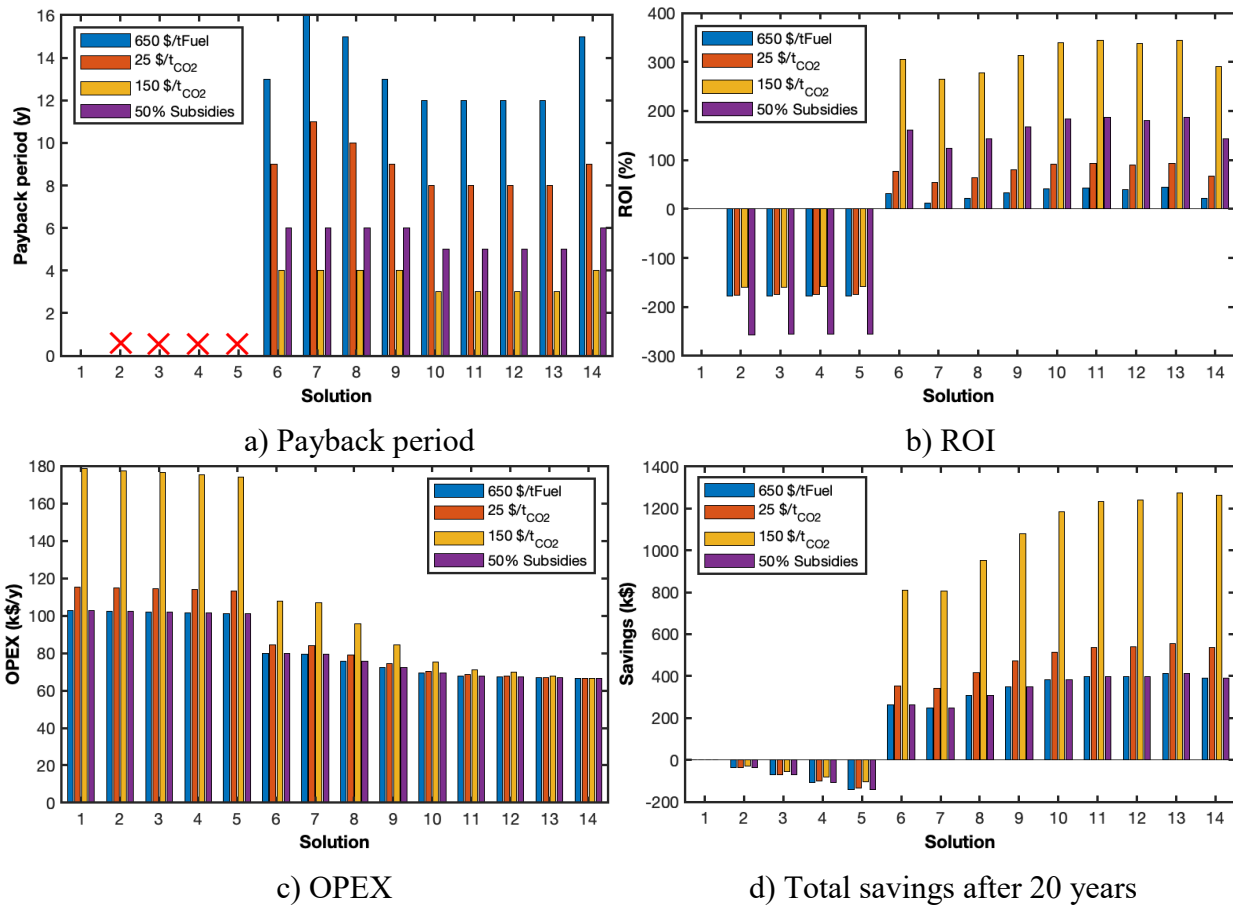 16
14
12
10
8
6
4
2
0
Payback period (y)
650 $/tFuel
25 $/tCO2
150 $/tCO2
50% Subsidies
1 2 3 4 5 6 7 8 9 10 11 12 13 14
Solution
a) Payback period
400
300
200
100
0
-100
-200
-300
ROI (%)
650 $/tFuel
25 $/tCO2
150 $/tCO2
50% Subsidies
1 2 3 4 5 6 7 8 9 10 11 12 13 14
Solution
b) ROI
180
160
140
120
100
80
60
40
20
0
OPEX (k$/y)
650 $/tFuel
25 $/tCO2
150 $/tCO2
50% Subsidies
1 2 3 4 5 6 7 8 9 10 11 12 13 14
Solution
c) OPEX
1400
1200
1000
800
600
400
200
0
-200
Savings (k$)
650 $/tFuel
25 $/tCO2
150 $/tCO2
50% Subsidies
1 2 3 4 5 6 7 8 9 10 11 12 13 14
Solution
d) Total savings after 20 years